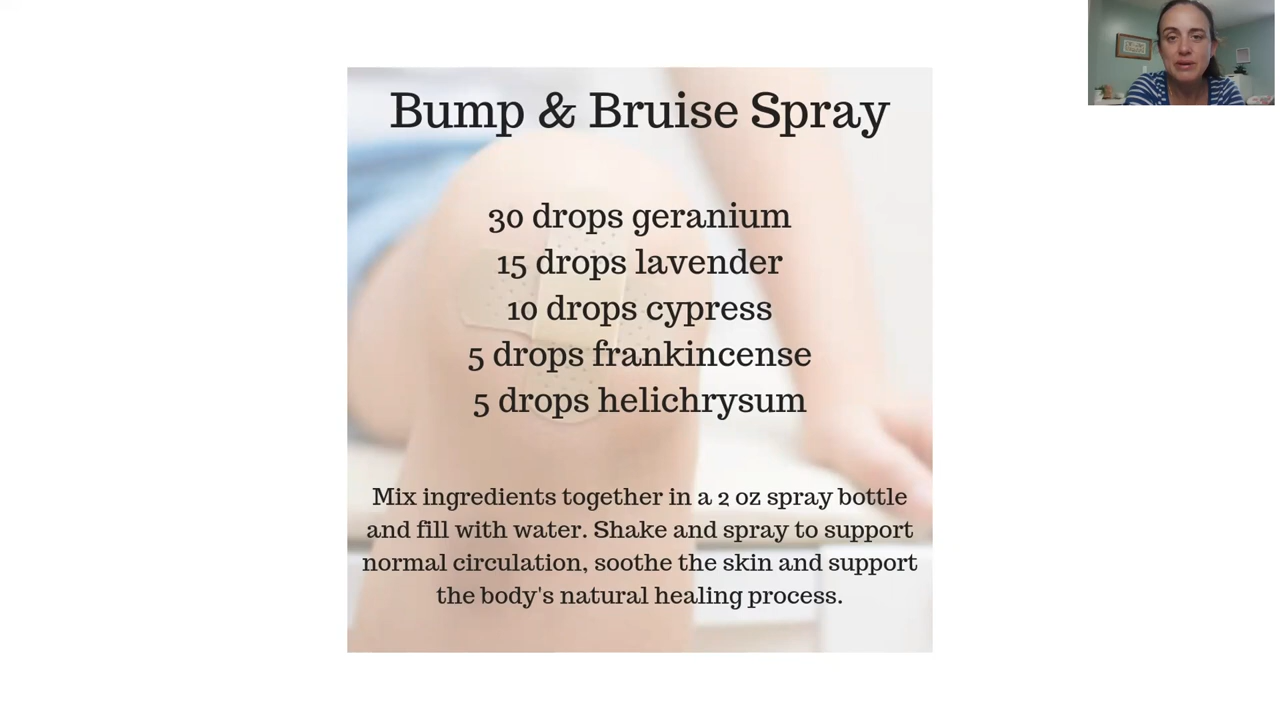 Bump & Bruise Spray
30 drops geranium
15 drops lavender
10 drops cypress
5 drops frankincense
5 drops helichrysum
Mix ingredients together in a 2 oz spray bottle
and fill with water. Shake and spray to support
normal circulation, soothe the skin and support
the body's natural healing process.